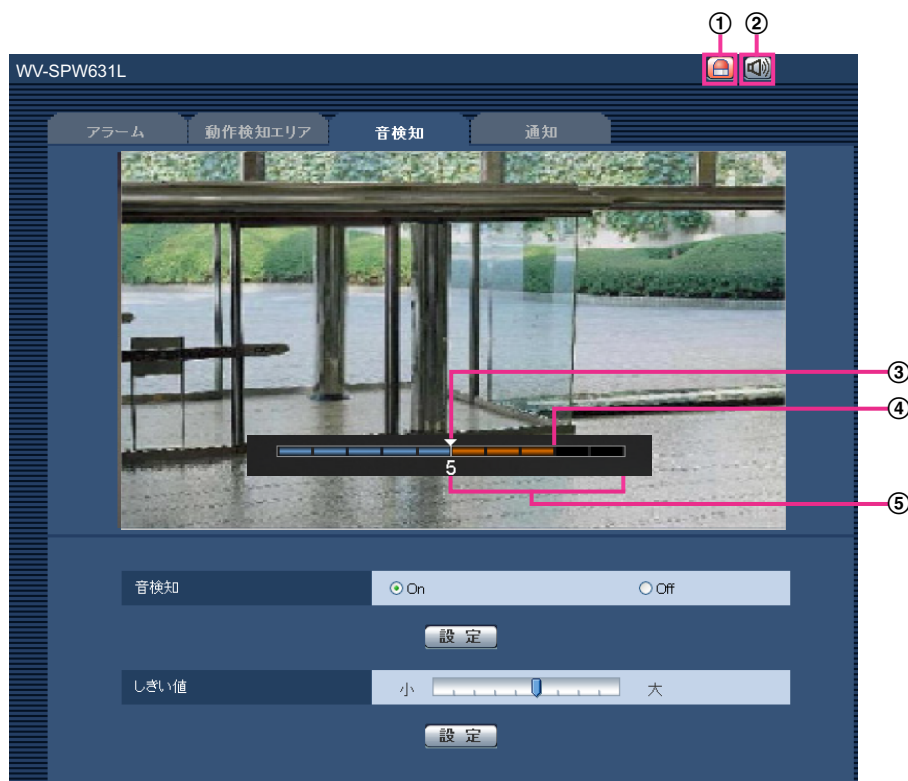 ① ②
WV-SPW631L
アラーム 動作検知エリア 音検知 通知
③
④
5
⑤
音検知 On Off
設 定
しきい値 小 大
設 定